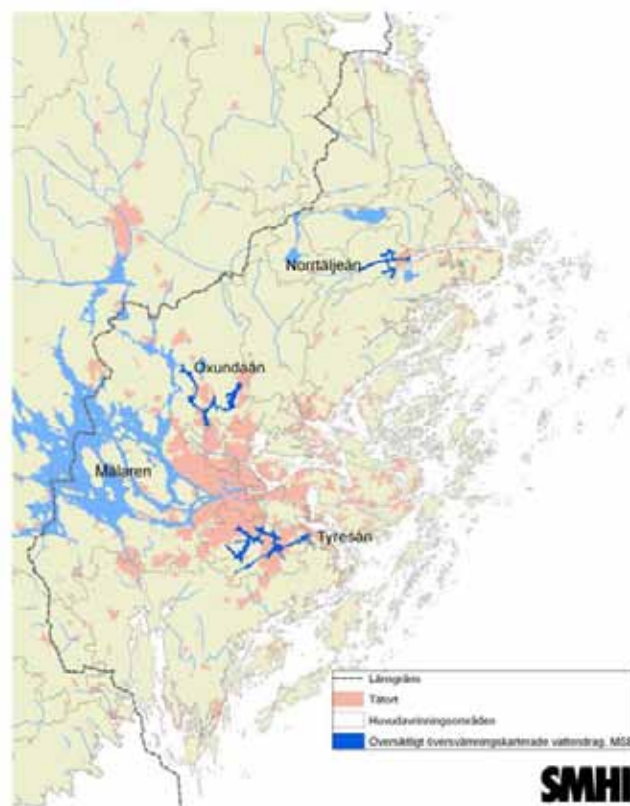 Norrtäljeån
Oxundaån
Mälaren
Tyresån
Länsgräns
Tätort
Huvudavrinningsområden
Översiktligt översvämningskarterade vattendrag, MSB
SMHI